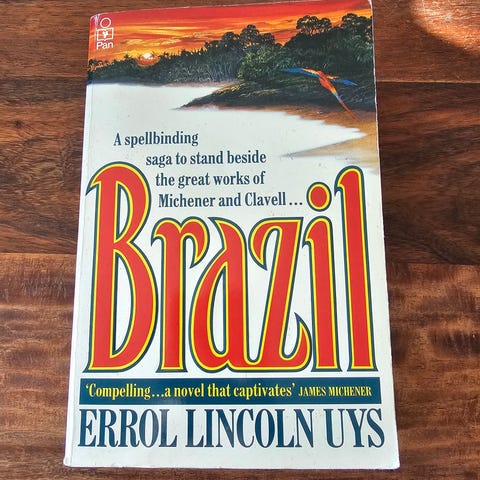 Pan
A spellbinding
saga to stand beside
the great works of
Michener and Clavell...
Brazil
‘Compelling...a novel that captivates’ JAMES MICHENER
ERROL LINCOLN UYS